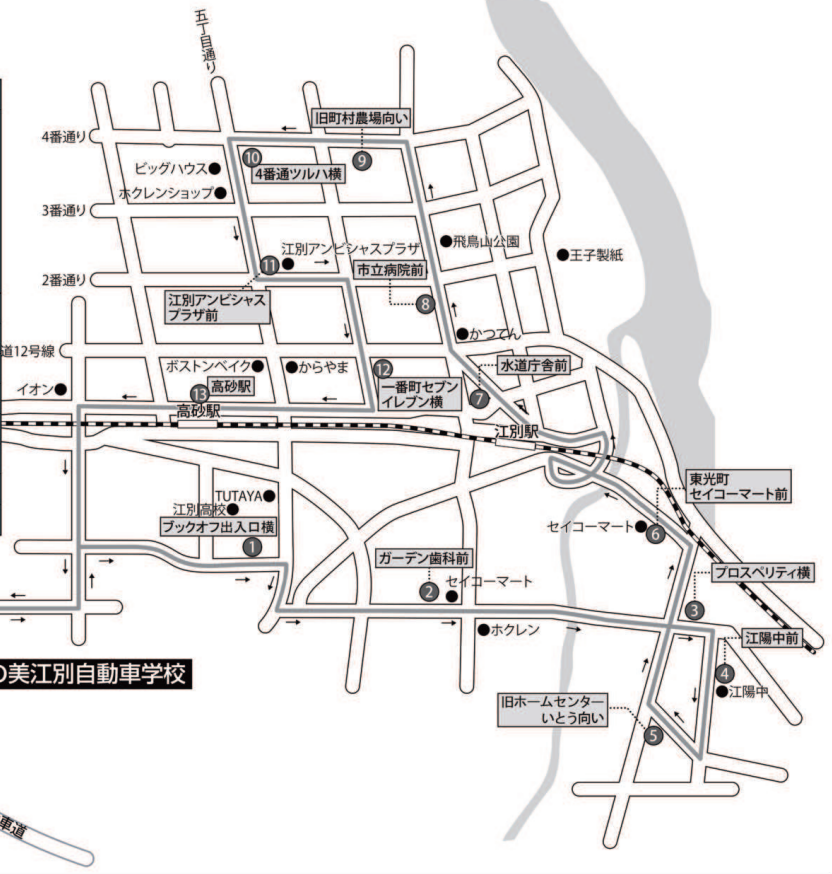 五丁目通り
旧町村農場向い
4番通り
ビッグハウス
⑩
4番通ツルハ横
⑨
ホクレンショップ
3番通り
飛鳥山公園
王子製紙
江別アンビシャスプラザ
⑪
市立病院前
2番通り
江別アンビシャス
プラザ前
⑧
かつてん
道12号線
ボストンベイク
からやま
⑫
水道庁舎前
イオン
⑬
高砂駅
一番町セブン
イレブン横
⑦
高砂駅
江別駅
東光町
セイコーマート前
TUTAYA
江別高校
ブックオフ出入口横
①
セイコーマート
⑥
ガーデン歯科前
②
セイコーマート
プロスペリティ横
③
ホクレン
江陽中前
④
江陽中
の美江別自動車学校
旧ホームセンター
いとう向い
⑤
車道